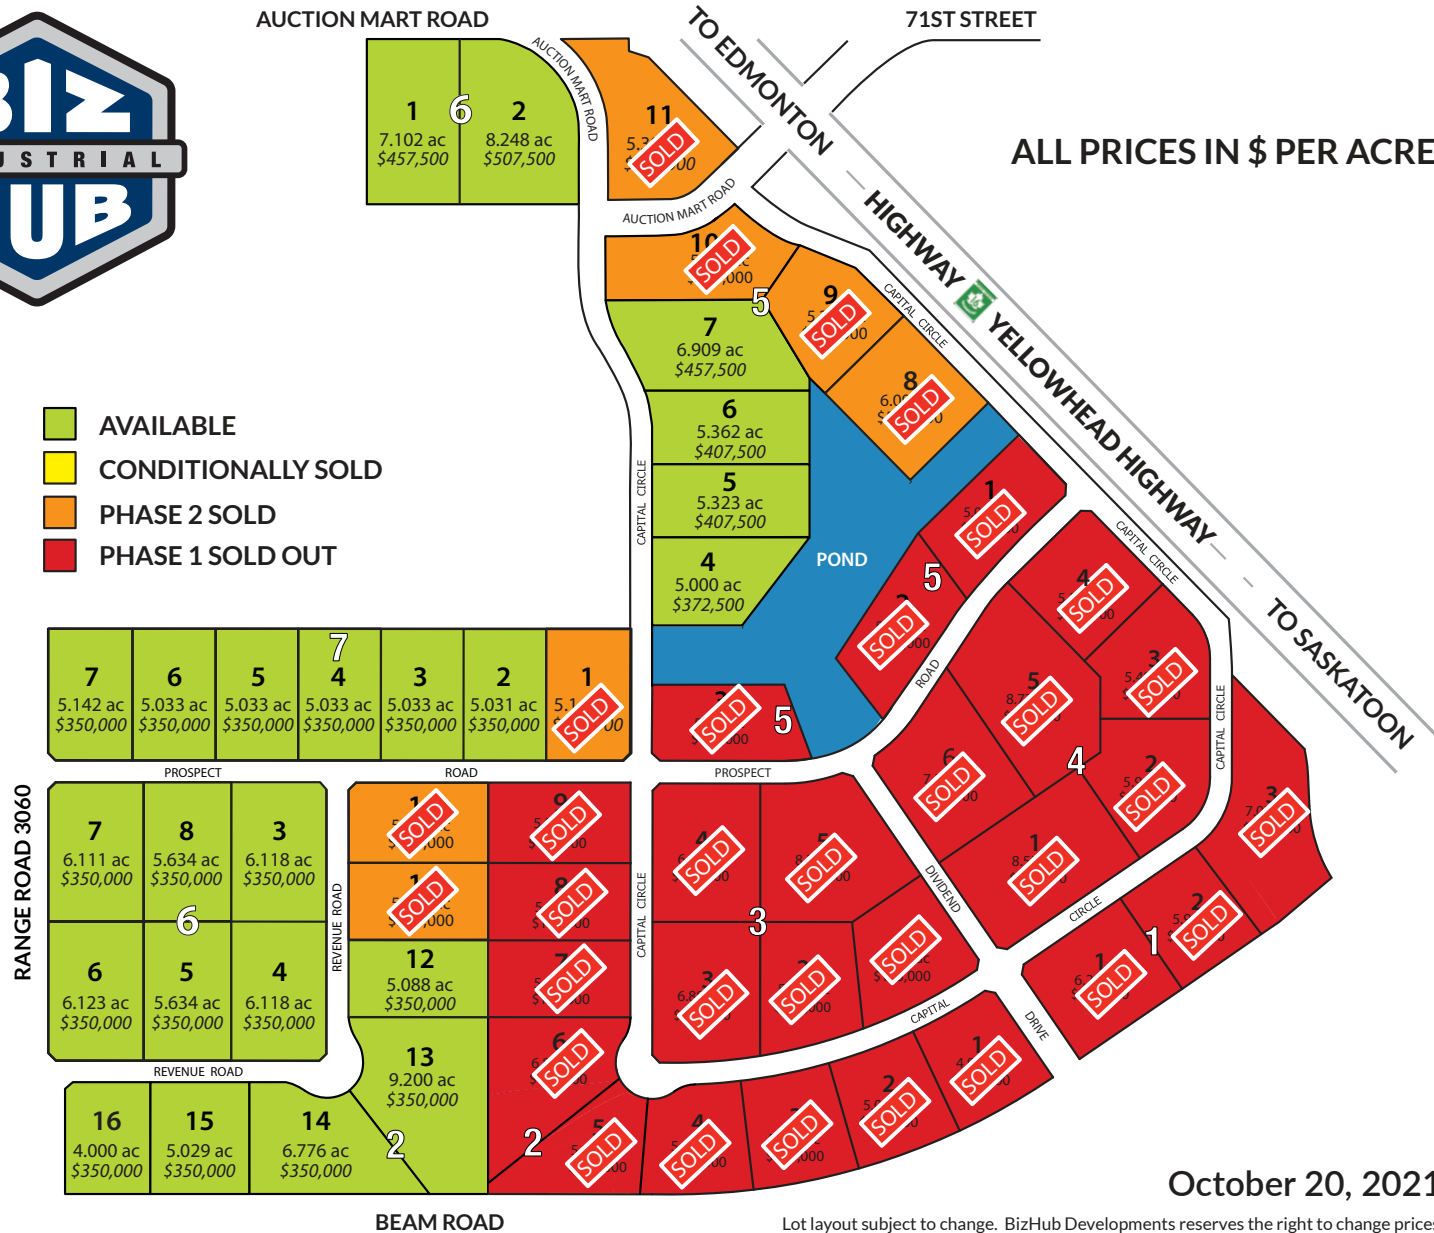 AUCTION MART ROAD
71ST STREET
TO EDMONTON
AUCTION MART ROAD
BIZ
USTRIAL
UB
1
7.102 ac
$457,500
6
2
8.248 ac
$507,500
11
SOLD
ALL PRICES IN $ PER ACRE
HIGHWAY
16
YELLOWHEAD HIGHWAY
TO SASKATOON
AUCTION MART ROAD
10
SOLD
5
9
SOLD
CAPITAL CIRCLE
8
SOLD
7
6.909 ac
$457,500
6
5.362 ac
$407,500
5
5.323 ac
$407,500
4
5.000 ac
$372,500
CAPITAL CIRCLE
POND
AVAILABLE
CONDITIONALLY SOLD
PHASE 2 SOLD
PHASE 1 SOLD OUT
1
SOLD
5
SOLD
ROAD
SOLD
5
CAPITAL CIRCLE
4
SOLD
3
SOLD
5
SOLD
4
6
SOLD
2
SOLD
1
SOLD
CAPITAL CIRCLE
3
SOLD
7
7
5.142 ac
$350,000
6
5.033 ac
$350,000
5
5.033 ac
$350,000
4
5.033 ac
$350,000
3
5.033 ac
$350,000
2
5.031 ac
$350,000
1
SOLD
PROSPECT
ROAD
PROSPECT
RANGE ROAD 3060
7
6.111 ac
$350,000
8
5.634 ac
$350,000
3
6.118 ac
$350,000
6
6
6.123 ac
$350,000
5
5.634 ac
$350,000
4
6.118 ac
$350,000
REVENUE ROAD
SOLD
SOLD
12
5.088 ac
$350,000
13
9.200 ac
$350,000
9
SOLD
8
SOLD
7
SOLD
6
SOLD
CAPITAL CIRCLE
4
SOLD
5
SOLD
3
3
SOLD
SOLD
SOLD
DIVIDEND
DRIVE
CIRCLE
CAPITAL
1
1
SOLD
2
SOLD
REVENUE ROAD
16
4.000 ac
$350,000
15
5.029 ac
$350,000
14
6.776 ac
$350,000
2
2
5
SOLD
4
SOLD
SOLD
2
SOLD
1
SOLD
BEAM ROAD
October 20, 2021
Lot layout subject to change. BizHub Developments reserves the right to change prices